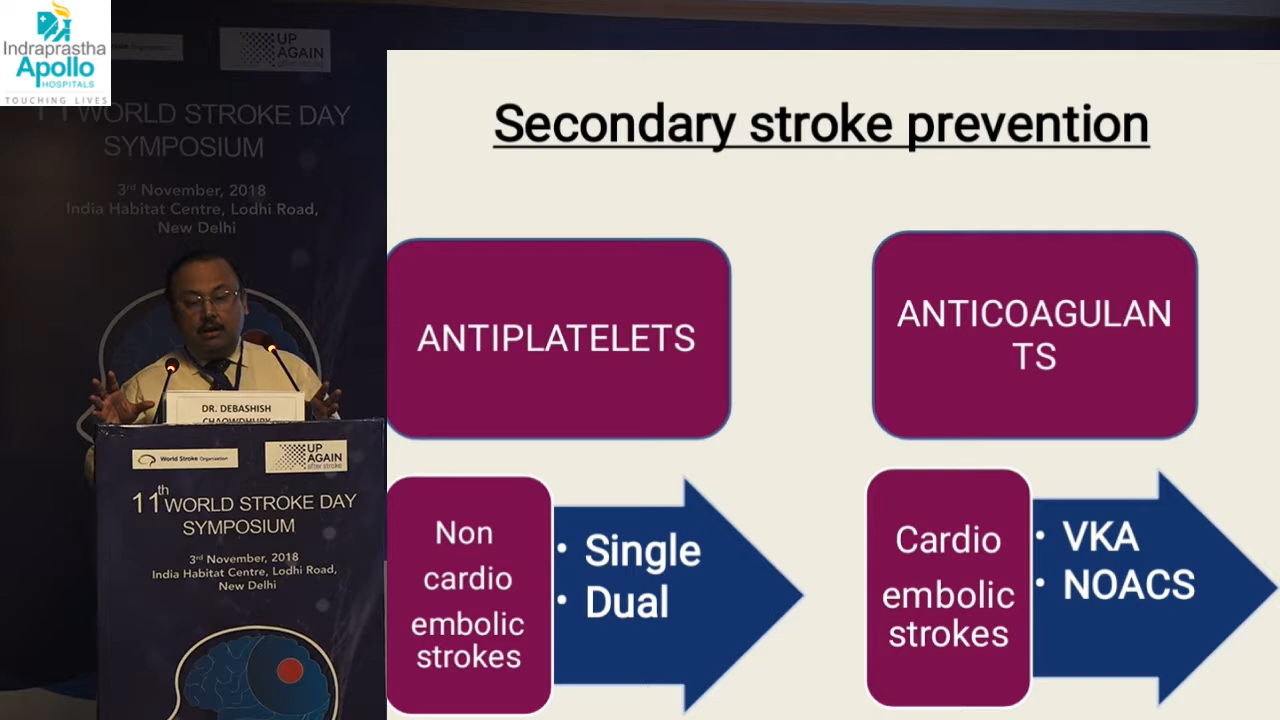 Indraprastha
Apollo
HOSPITALS
TOUCHING LIVES
UP
AGAIN
WORLD STROKE DAY
SYMPOSIUM
3rd November, 2018
India Habitat Centre, Lodhi Road,
New Delhi
DR. DEBASHISH
CHAOWDHURY
World Stroke Organization
UP
AGAIN
after stroke
11th WORLD STROKE DAY
SYMPOSIUM
3rd November, 2018
India Habitat Centre, Lodhi Road,
New Delhi
Secondary stroke prevention
ANTIPLATELETS
ANTICOAGULAN
TS
Non
cardio
embolic
strokes
• Single
• Dual
Cardio
embolic
strokes
• VKA
• NOACS